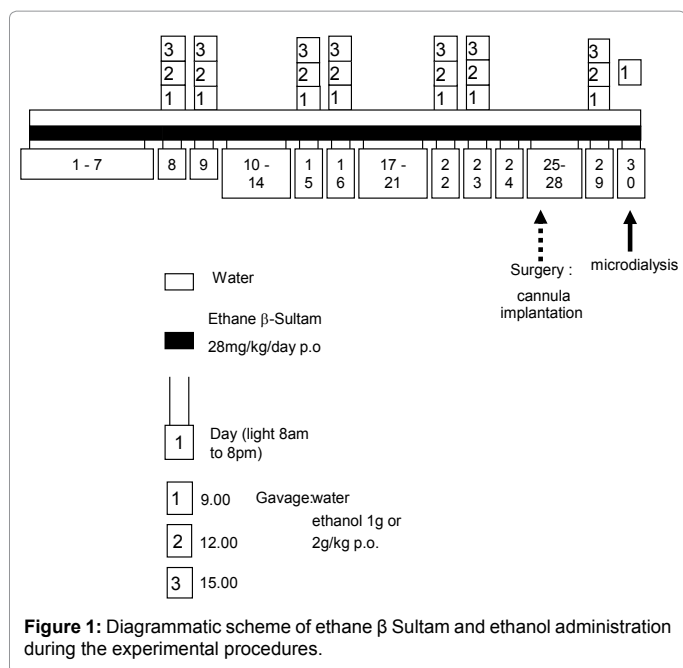 3 3 3 3 3 3 3
2 2 2 2 2 2 2 1
1 1 1 1 1 1 1
1 - 7 8 9 10 - 14 1 5 1 6 17 - 21 2 2 2 3 2 4 25- 28 2 9 3 0
Surgery :
cannula
implantation
microdialysis
Water
Ethane β-Sultam
28mg/kg/day p.o
1 Day (light 8am
to 8pm)
1 9.00 Gavage:water
ethanol 1g or
2 12.00 2g/kg p.o.
3 15.00
Figure 1: Diagrammatic scheme of ethane β Sultam and ethanol administration
during the experimental procedures.